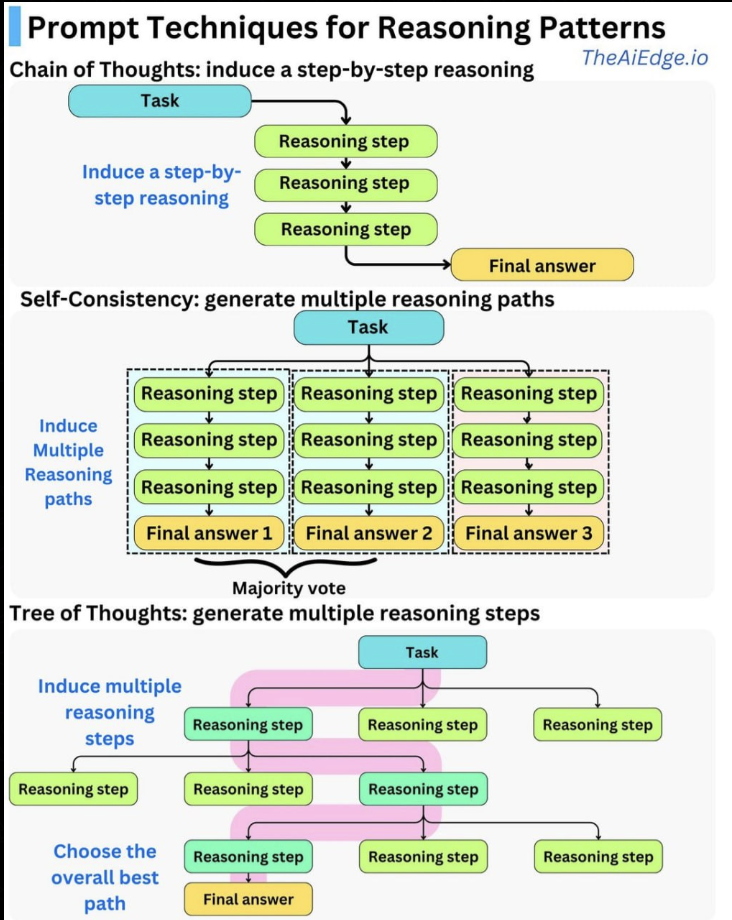 Prompt Techniques for Reasoning Patterns
TheAiEdge.io
Chain of Thoughts: induce a step-by-step reasoning
Task
Reasoning step
Induce a step-by-
step reasoning
Reasoning step
Reasoning step
Final answer
Self-Consistency: generate multiple reasoning paths
Task
Induce
Multiple
Reasoning
paths
Reasoning step Reasoning step Reasoning step
Reasoning step Reasoning step Reasoning step
Reasoning step Reasoning step Reasoning step
Final answer 1 Final answer 2 Final answer 3
Majority vote
Tree of Thoughts: generate multiple reasoning steps
Task
Induce multiple
reasoning
steps
Reasoning step Reasoning step Reasoning step
Reasoning step Reasoning step Reasoning step
Choose the
overall best
path
Reasoning step Reasoning step Reasoning step
Final answer